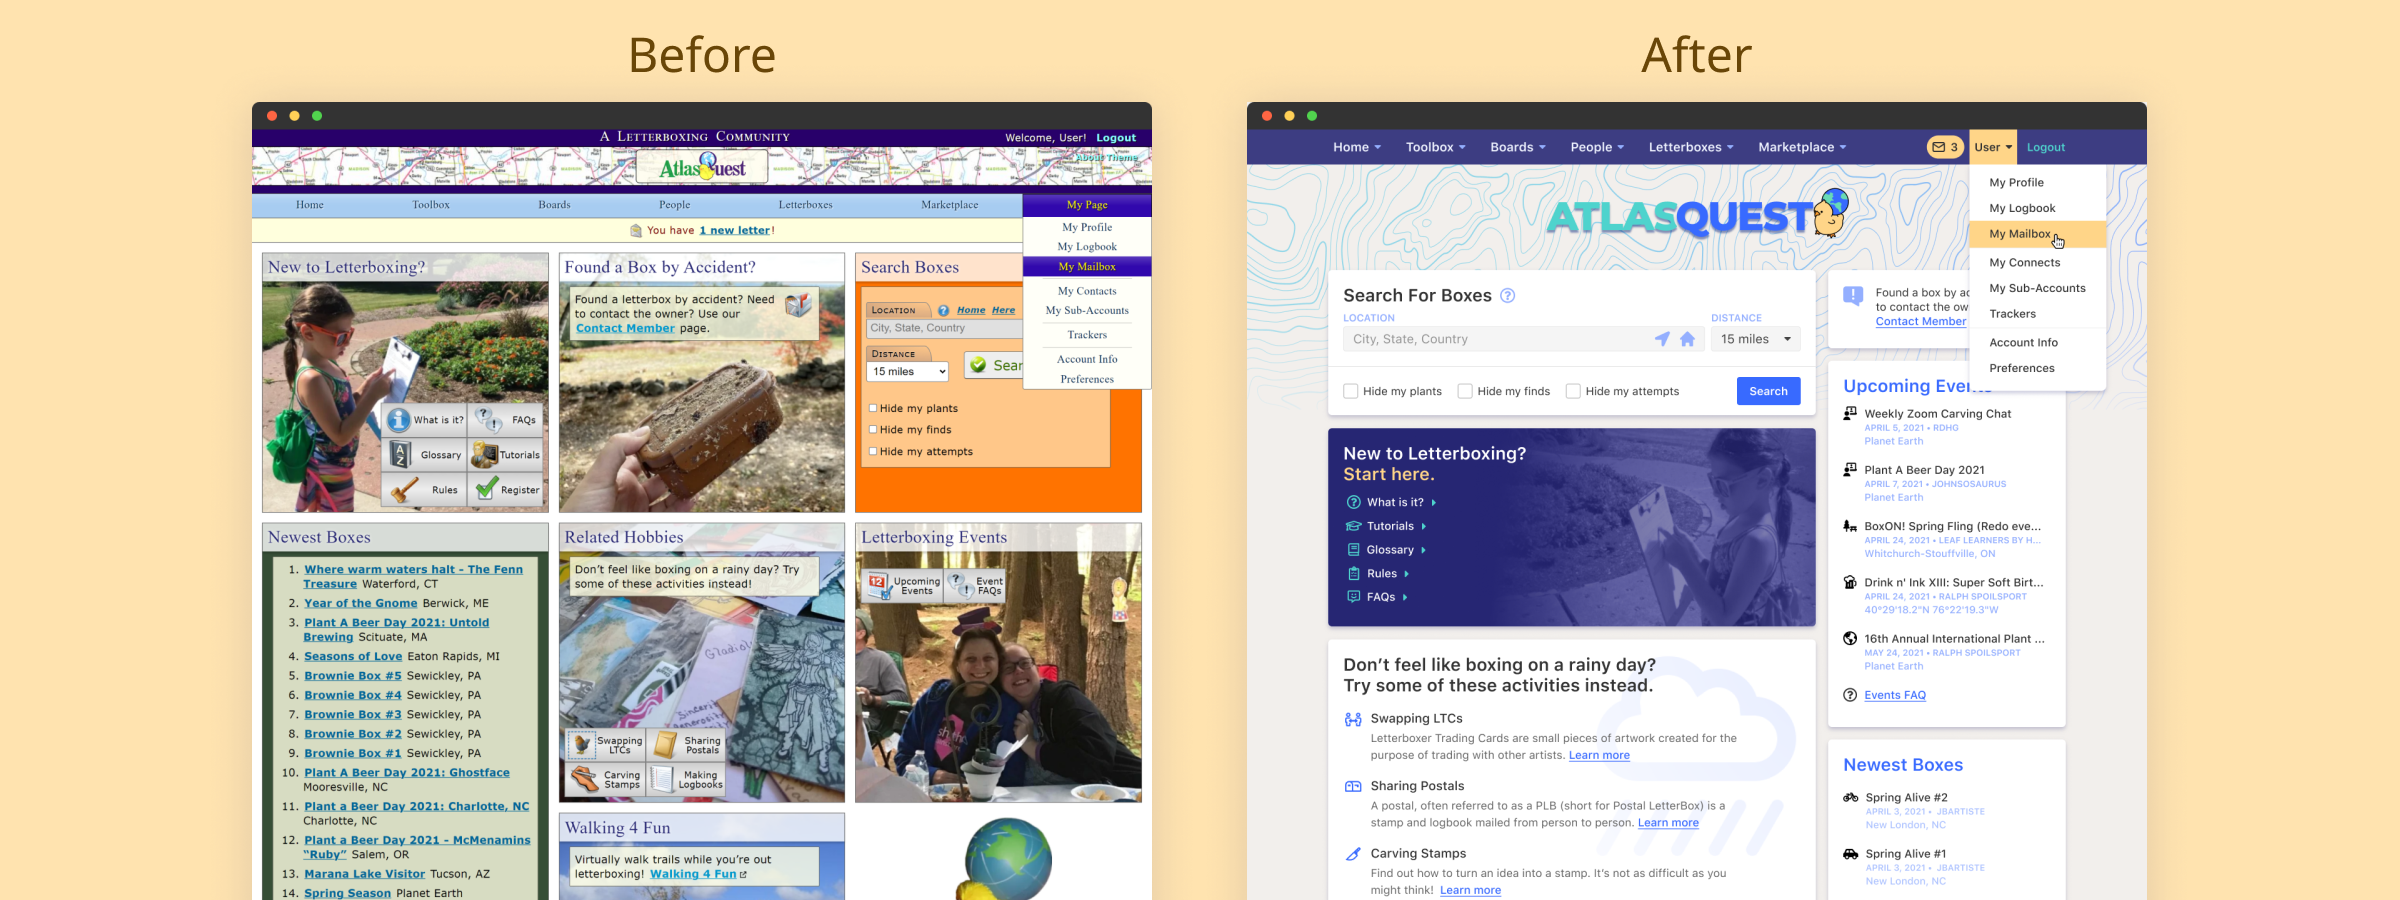 Before
A Letterboxing Community
Welcome, User! Logout
About Theme
AtlasQuest
Home Toolbox Boards People Letterboxes Marketplace My Page
You have 1 new letter!
My Profile
My Logbook
My Mailbox
My Contacts
My Sub-Accounts
Trackers
Account Info
Preferences
New to Letterboxing?
What is it? FAQs
Glossary Tutorials
Rules Register
Found a Box by Accident?
Found a letterbox by accident? Need
to contact the owner? Use our
Contact Member page.
Search Boxes
Location Home Here
City, State, Country
Distance
15 miles
Hide my plants
Hide my finds
Hide my attempts
Newest Boxes
1. Where warm waters halt - The Fenn
Treasure Waterford, CT
2. Year of the Gnome Berwick, ME
3. Plant A Beer Day 2021: Untold
Brewing Scituate, MA
4. Seasons of Love Eaton Rapids, MI
5. Brownie Box #5 Sewickley, PA
6. Brownie Box #4 Sewickley, PA
7. Brownie Box #3 Sewickley, PA
8. Brownie Box #2 Sewickley, PA
9. Brownie Box #1 Sewickley, PA
10. Plant A Beer Day 2021: Ghostface
Mooresville, NC
11. Plant a Beer Day 2021: Charlotte, NC
Charlotte, NC
12. Plant a Beer Day 2021 - McMenamins
“Ruby” Salem, OR
13. Marana Lake Visitor Tucson, AZ
14. Spring Season Planet Earth
Related Hobbies
Don’t feel like boxing on a rainy day? Try
some of these activities instead!
Swapping LTCs
Sharing Postals
Carving Stamps
Making Logbooks
Letterboxing Events
Upcoming Events
Event FAQs
Walking 4 Fun
Virtually walk trails while you’re out
letterboxing! Walking 4 Fun
After
Home Toolbox Boards People Letterboxes Marketplace 3 User Logout
ATLASQUEST
My Profile
My Logbook
My Mailbox
My Connects
My Sub-Accounts
Trackers
Account Info
Preferences
Search For Boxes
LOCATION DISTANCE
City, State, Country 15 miles
Hide my plants Hide my finds Hide my attempts Search
New to Letterboxing?
Start here.
What is it?
Tutorials
Glossary
Rules
FAQs
Don’t feel like boxing on a rainy day?
Try some of these activities instead.
Swapping LTCs
Letterboxer Trading Cards are small pieces of artwork created for the
purpose of trading with other artists. Learn more
Sharing Postals
A postal, often referred to as a PLB (short for Postal LetterBox) is a
stamp and logbook mailed from person to person. Learn more
Carving Stamps
Find out how to turn an idea into a stamp. It’s not as difficult as you
might think! Learn more
Found a box by
to contact the
Contact Member
Upcoming Events
Weekly Zoom Carving Chat
APRIL 5, 2021 • RDHG
Planet Earth
Plant A Beer Day 2021
APRIL 7, 2021 • JOHNSOSAURUS
Planet Earth
BoxON! Spring Fling (Redo eve...
APRIL 24, 2021 • LEAF LEARNERS BY H...
Whitchurch-Stouffville, ON
Drink n' Ink XIII: Super Soft Birt...
APRIL 24, 2021 • RALPH SPOILSPORT
40°29'18.2"N 76°22'19.3"W
16th Annual International Plant ...
MAY 24, 2021 • RALPH SPOILSPORT
Planet Earth
Events FAQ
Newest Boxes
Spring Alive #2
APRIL 3, 2021 • JBARTISTE
New London, NC
Spring Alive #1
APRIL 3, 2021 • JBARTISTE
New London, NC